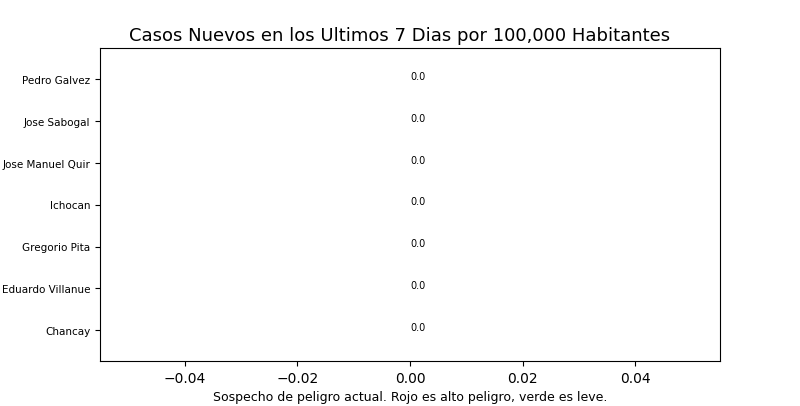 Casos Nuevos en los Ultimos 7 Dias por 100,000 Habitantes
Pedro Galvez 0.0
Jose Sabogal 0.0
Jose Manuel Quir 0.0
Ichocan 0.0
Gregorio Pita 0.0
Eduardo Villanue 0.0
Chancay 0.0
−0.04 −0.02 0.00 0.02 0.04
Sospecho de peligro actual. Rojo es alto peligro, verde es leve.